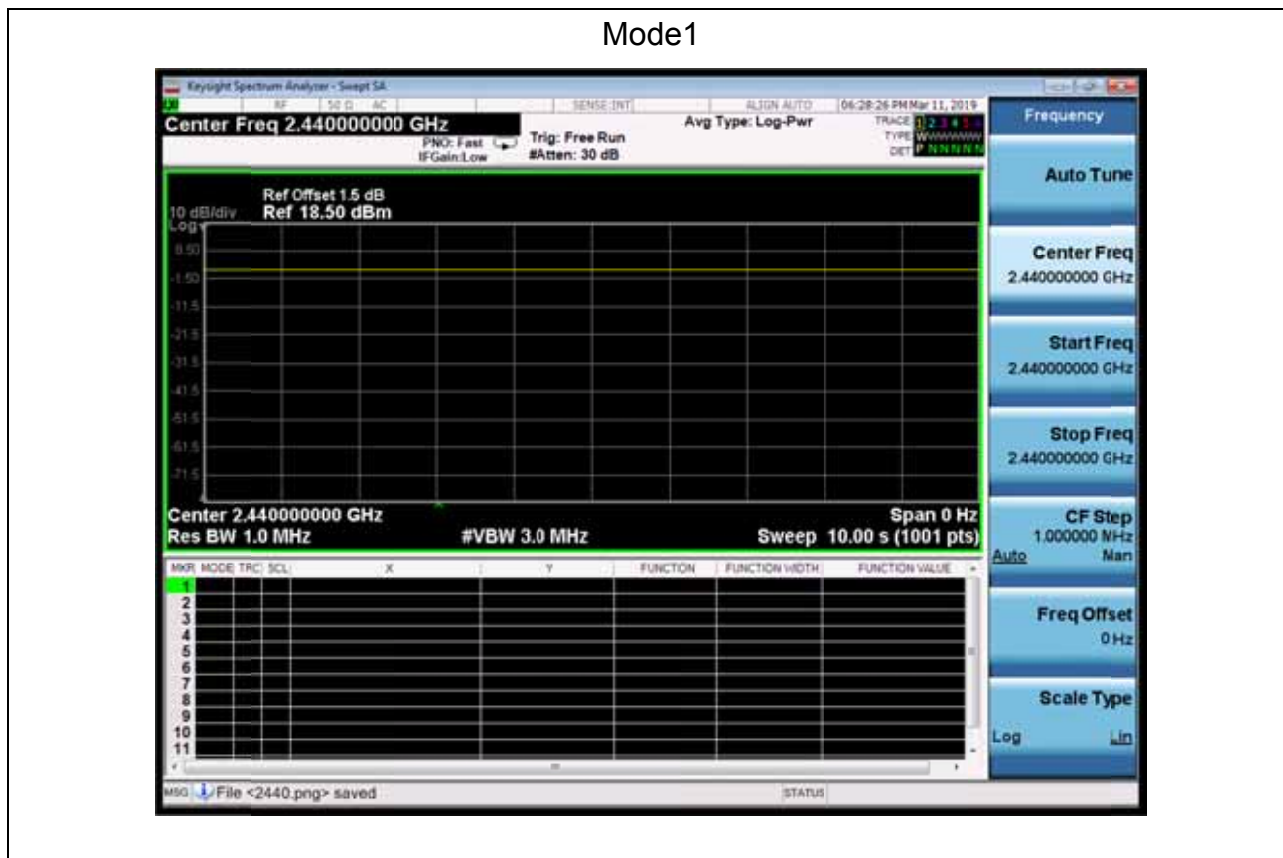 Mode1
Keysight Spectrum Analyzer - Swept SA
LXI RF 50 Ω AC SENSE:INT ALIGN AUTO 06:28:26 PM Mar 11, 2019
Center Freq 2.440000000 GHz
PNO: Fast
IFGain:Low
Trig: Free Run
#Atten: 30 dB
Avg Type: Log-Pwr
TRACE 1 2 3 4 5 6
TYPE WWWWWW
DET P N N N N N
Ref Offset 1.5 dB
10 dB/div Ref 18.50 dBm
Log
8.50
-1.50
-11.5
-21.5
-31.5
-41.5
-51.5
-61.5
-71.5
Center 2.440000000 GHz Span 0 Hz
Res BW 1.0 MHz #VBW 3.0 MHz Sweep 10.00 s (1001 pts)
MKR MODE TRC SCL X Y FUNCTION FUNCTION WIDTH FUNCTION VALUE
1
2
3
4
5
6
7
8
9
10
11
MSG File <2440.png> saved STATUS
Frequency
Auto Tune
Center Freq
2.440000000 GHz
Start Freq
2.440000000 GHz
Stop Freq
2.440000000 GHz
CF Step
1.000000 MHz
Auto Man
Freq Offset
0 Hz
Scale Type
Log Lin